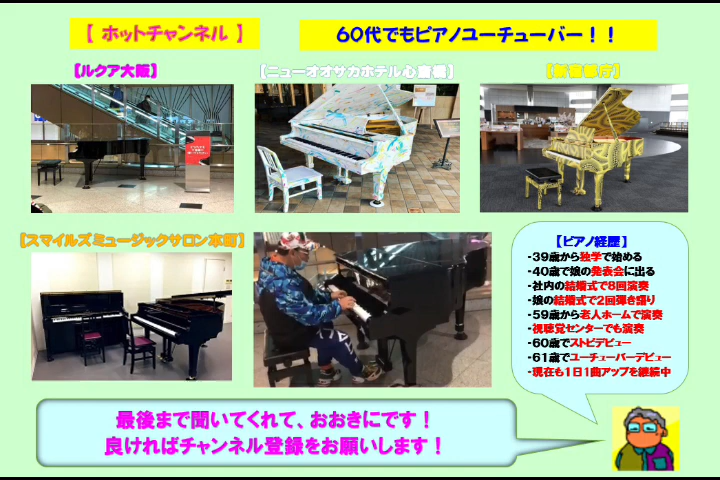 【 ホットチャンネル 】
60代でもピアノユーチューバー！！
【ルクア大阪】
【ニューオオサカホテル心斎橋】
【新宿都庁】
【スマイルズミュージックサロン本町】
【ピアノ経歴】
・39歳から独学で始める
・40歳で娘の発表会に出る
・社内の結婚式で8回演奏
・娘の結婚式で2回弾き語り
・59歳から老人ホームで演奏
・視聴覚センターでも演奏
・60歳でストピデビュー
・61歳でユーチューバーデビュー
・現在も1日1曲アップを継続中
最後まで聞いてくれて、おおきにです！
良ければチャンネル登録をお願いします！